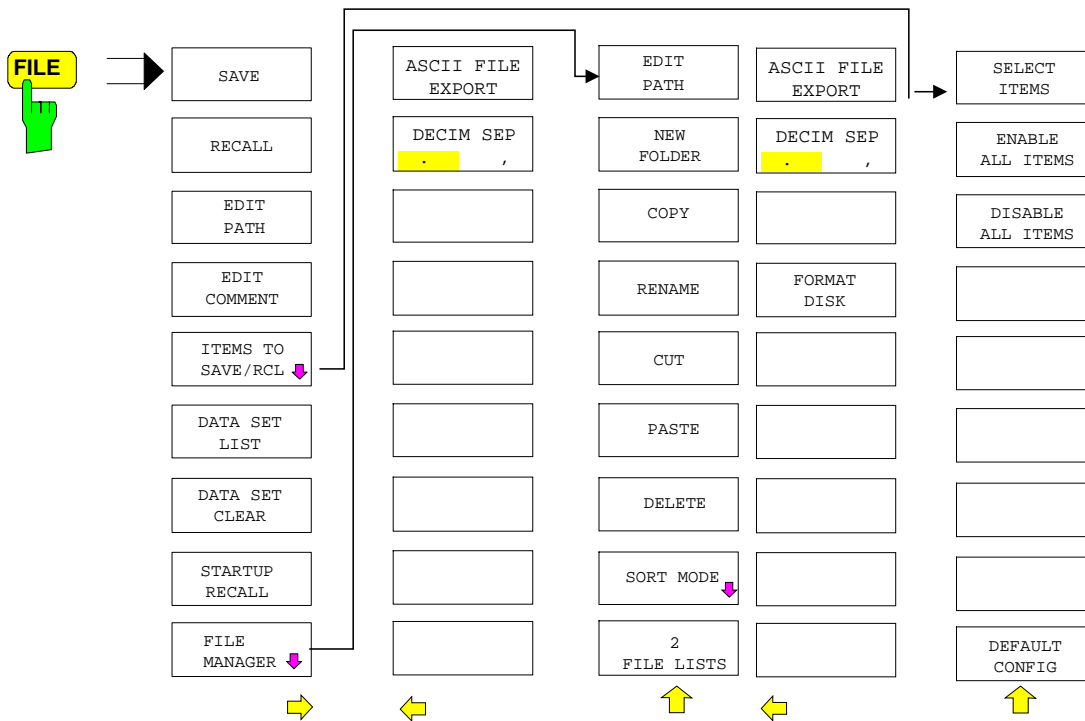 FILE
SAVE
RECALL
EDIT
PATH
EDIT
COMMENT
ITEMS TO
SAVE/RCL
DATA SET
LIST
DATA SET
CLEAR
STARTUP
RECALL
FILE
MANAGER
ASCII FILE
EXPORT
DECIM SEP
. ,
EDIT
PATH
NEW
FOLDER
COPY
RENAME
CUT
PASTE
DELETE
SORT MODE
2
FILE LISTS
ASCII FILE
EXPORT
DECIM SEP
. ,
FORMAT
DISK
SELECT
ITEMS
ENABLE
ALL ITEMS
DISABLE
ALL ITEMS
DEFAULT
CONFIG